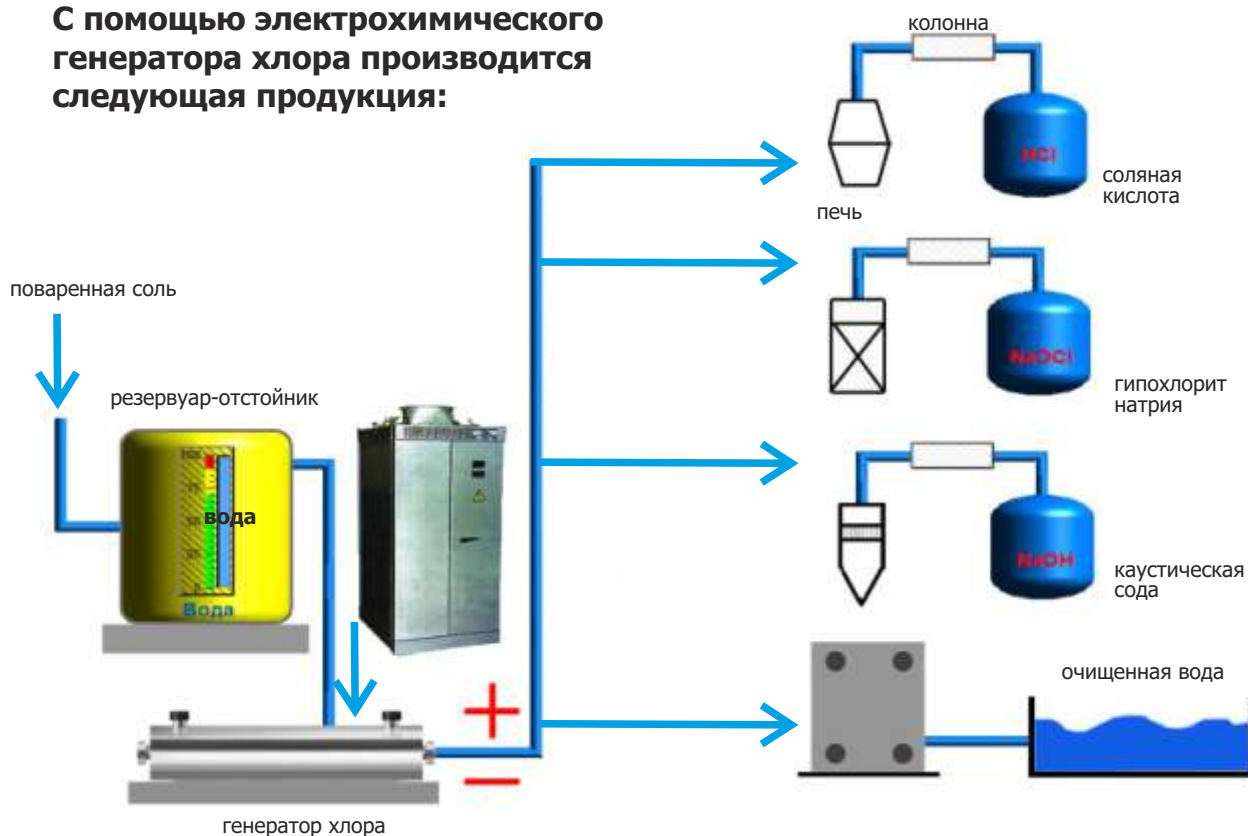 С помощью электрохимического
генератора хлора производится
следующая продукция:
колонна
HCl
соляная
кислота
печь
поваренная соль
резервуар-отстойник
вода
Вода
NaOCl
гипохлорит
натрия
NaOH
каустическая
сода
очищенная вода
генератор хлора
+
−